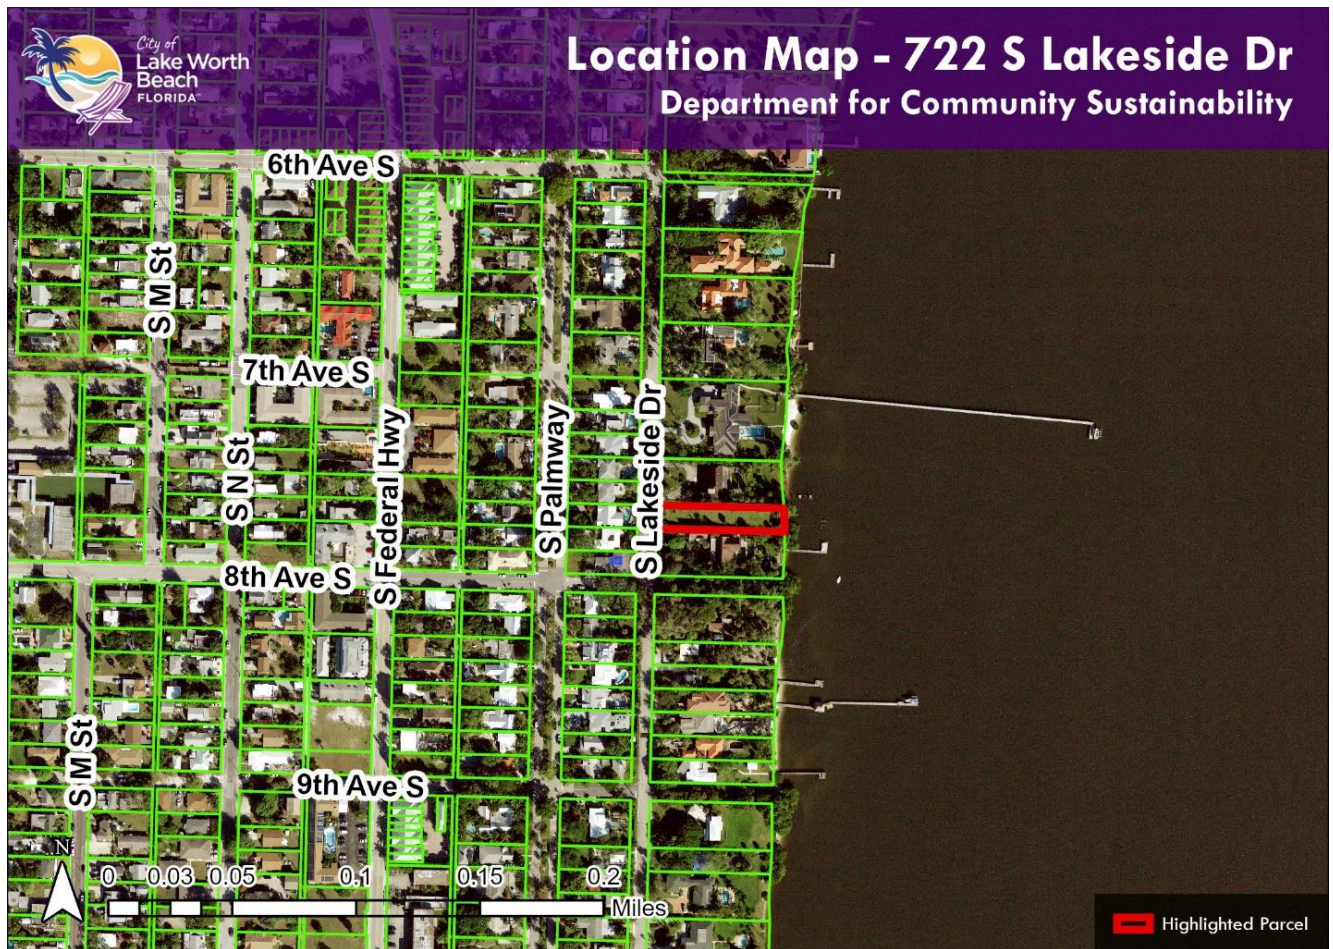 City of
Lake Worth
Beach
FLORIDA™
Location Map - 722 S Lakeside Dr
Department for Community Sustainability
6th Ave S
S M St
7th Ave S
S N St
S Federal Hwy
S Palmway
S Lakeside Dr
8th Ave S
S M St
9th Ave S
N
0 0.03 0.05 0.1 0.15 0.2
Miles
Highlighted Parcel